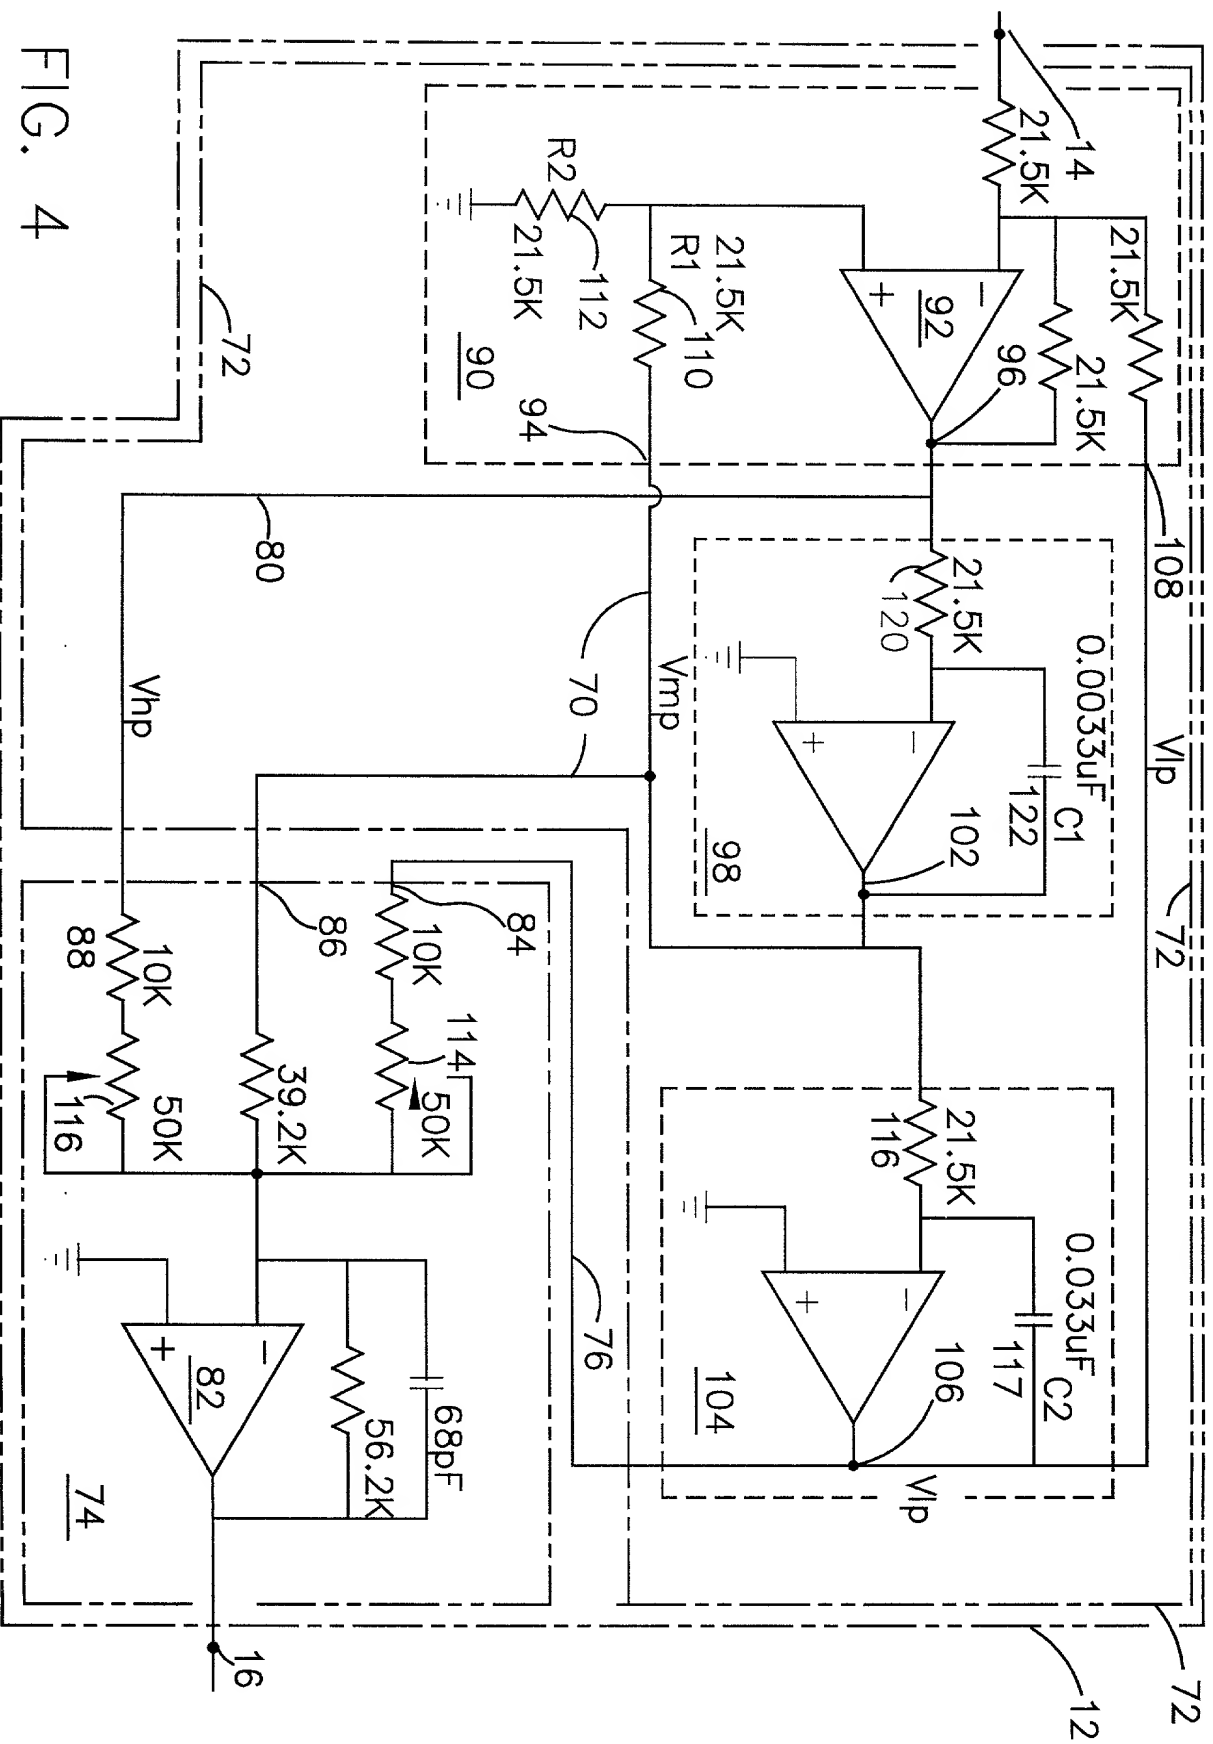 14
21.5K
21.5K
21.5K
108
Vlp
72
72
12
92
−
+
96
R2
21.5K
112
21.5K
R1
110
90
94
21.5K
120
0.0033uF
C1
122
−
+
102
98
21.5K
116
0.033uF
C2
117
−
+
106
104
Vlp
72
80
70
Vmp
Vhp
76
84
10K
114
50K
86
39.2K
88
10K
50K
116
68pF
56.2K
−
+
82
74
16
FIG. 4